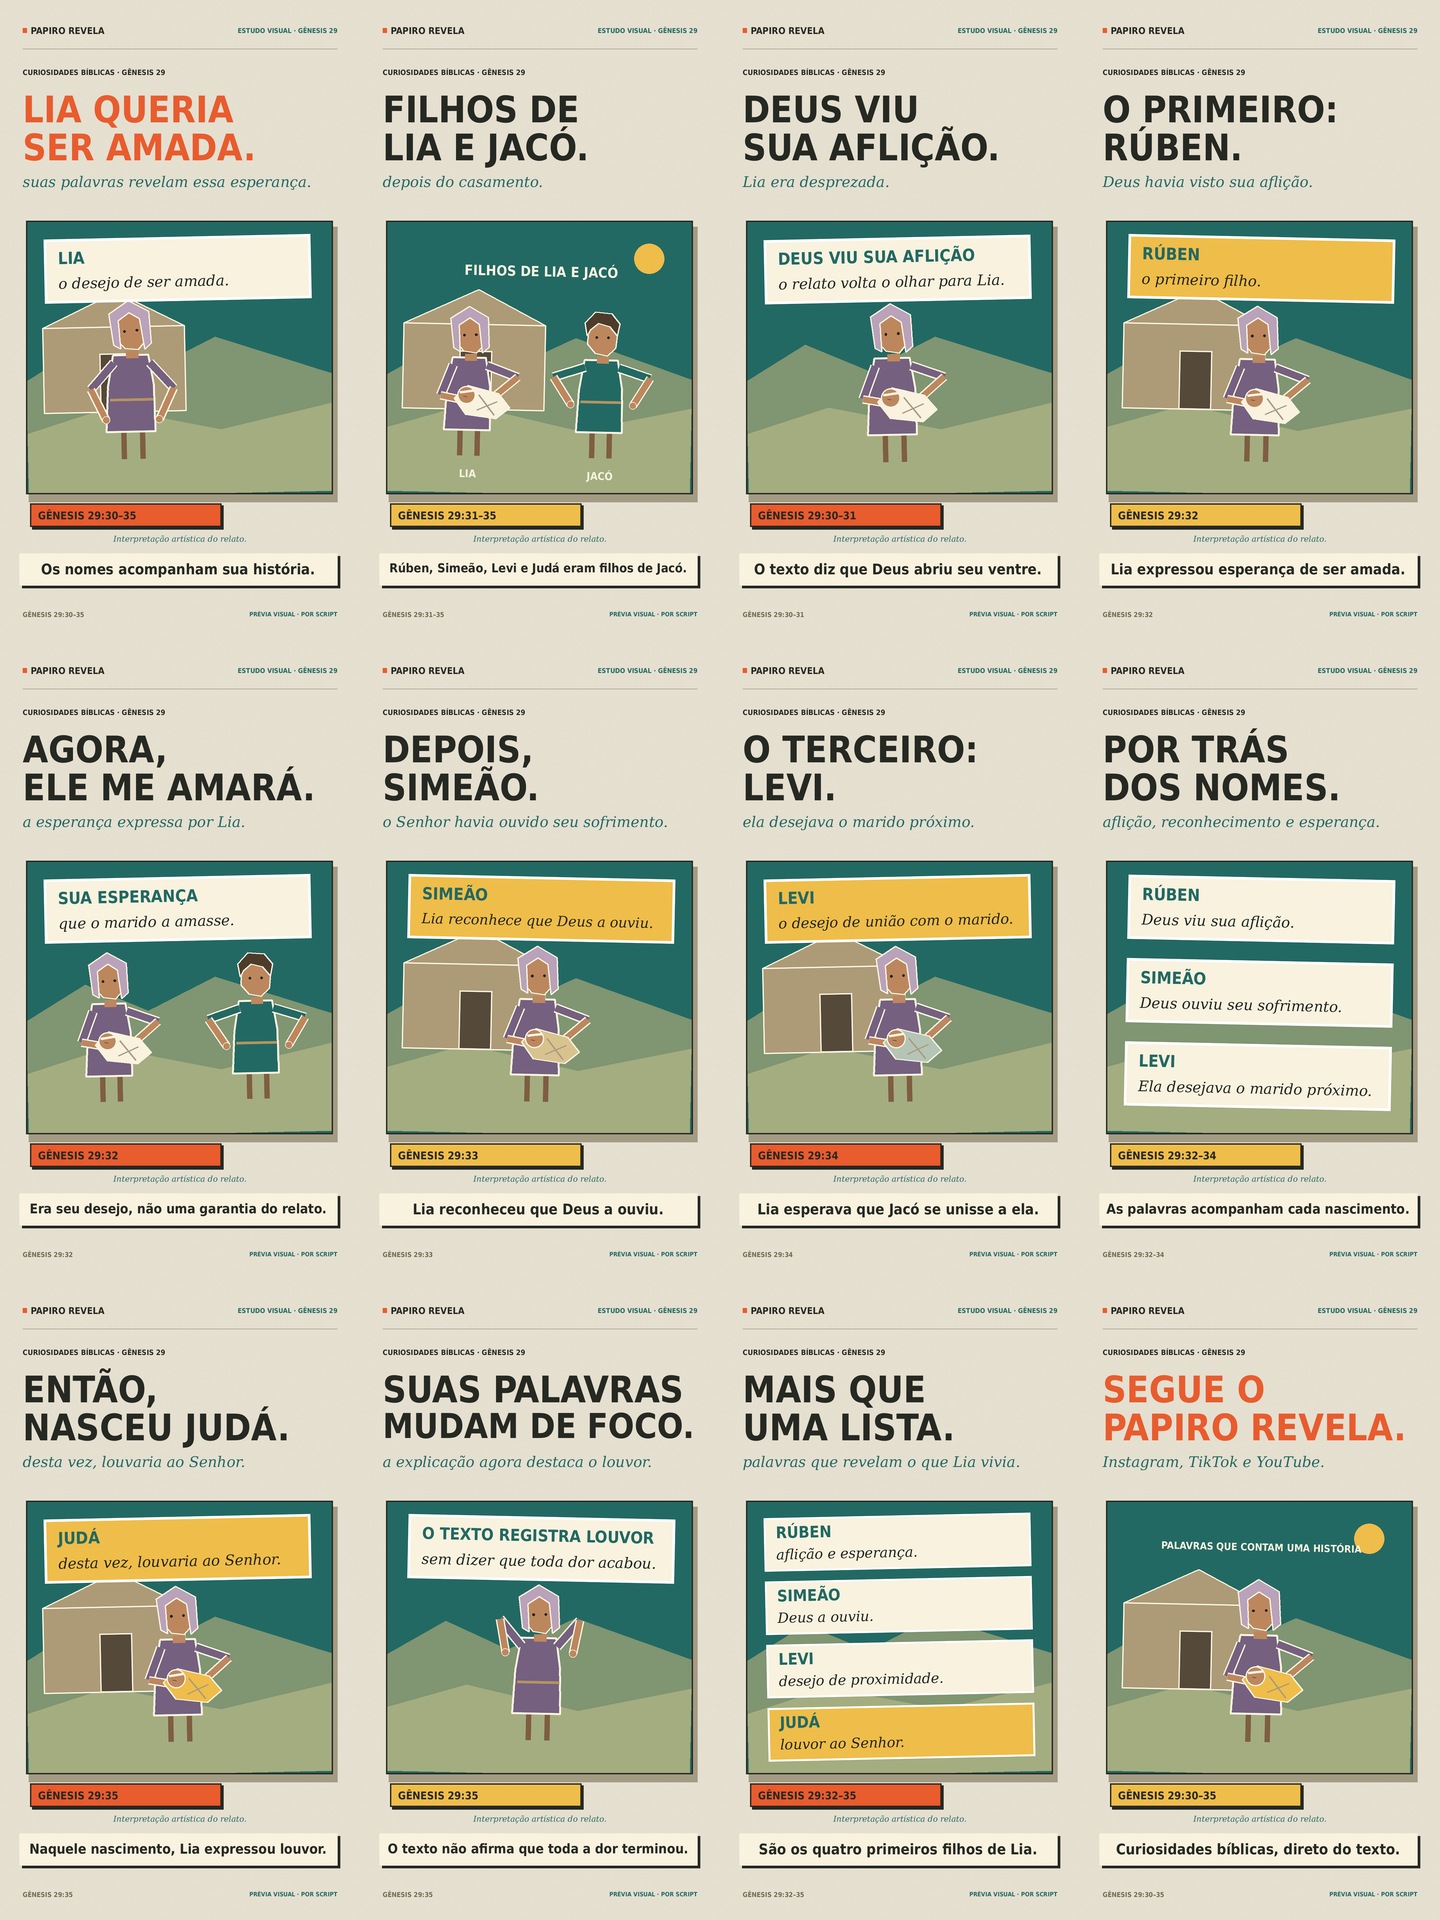 PAPIRO REVELA
ESTUDO VISUAL · GÊNESIS 29
CURIOSIDADES BÍBLICAS · GÊNESIS 29
LIA QUERIA
SER AMADA.
suas palavras revelam essa esperança.
LIA
o desejo de ser amada.
GÊNESIS 29:30–35
Interpretação artística do relato.
Os nomes acompanham sua história.
GÊNESIS 29:30–35
PRÉVIA VISUAL · POR SCRIPT
PAPIRO REVELA
ESTUDO VISUAL · GÊNESIS 29
CURIOSIDADES BÍBLICAS · GÊNESIS 29
FILHOS DE
LIA E JACÓ.
depois do casamento.
FILHOS DE LIA E JACÓ
LIA
JACÓ
GÊNESIS 29:31–35
Interpretação artística do relato.
Rúben, Simeão, Levi e Judá eram filhos de Jacó.
GÊNESIS 29:31–35
PRÉVIA VISUAL · POR SCRIPT
PAPIRO REVELA
ESTUDO VISUAL · GÊNESIS 29
CURIOSIDADES BÍBLICAS · GÊNESIS 29
DEUS VIU
SUA AFLIÇÃO.
Lia era desprezada.
DEUS VIU SUA AFLIÇÃO
o relato volta o olhar para Lia.
GÊNESIS 29:30–31
Interpretação artística do relato.
O texto diz que Deus abriu seu ventre.
GÊNESIS 29:30–31
PRÉVIA VISUAL · POR SCRIPT
PAPIRO REVELA
ESTUDO VISUAL · GÊNESIS 29
CURIOSIDADES BÍBLICAS · GÊNESIS 29
O PRIMEIRO:
RÚBEN.
Deus havia visto sua aflição.
RÚBEN
o primeiro filho.
GÊNESIS 29:32
Interpretação artística do relato.
Lia expressou esperança de ser amada.
GÊNESIS 29:32
PRÉVIA VISUAL · POR SCRIPT
PAPIRO REVELA
ESTUDO VISUAL · GÊNESIS 29
CURIOSIDADES BÍBLICAS · GÊNESIS 29
AGORA,
ELE ME AMARÁ.
a esperança expressa por Lia.
SUA ESPERANÇA
que o marido a amasse.
GÊNESIS 29:32
Interpretação artística do relato.
Era seu desejo, não uma garantia do relato.
GÊNESIS 29:32
PRÉVIA VISUAL · POR SCRIPT
PAPIRO REVELA
ESTUDO VISUAL · GÊNESIS 29
CURIOSIDADES BÍBLICAS · GÊNESIS 29
DEPOIS,
SIMEÃO.
o Senhor havia ouvido seu sofrimento.
SIMEÃO
Lia reconhece que Deus a ouviu.
GÊNESIS 29:33
Interpretação artística do relato.
Lia reconheceu que Deus a ouviu.
GÊNESIS 29:33
PRÉVIA VISUAL · POR SCRIPT
PAPIRO REVELA
ESTUDO VISUAL · GÊNESIS 29
CURIOSIDADES BÍBLICAS · GÊNESIS 29
O TERCEIRO:
LEVI.
ela desejava o marido próximo.
LEVI
o desejo de união com o marido.
GÊNESIS 29:34
Interpretação artística do relato.
Lia esperava que Jacó se unisse a ela.
GÊNESIS 29:34
PRÉVIA VISUAL · POR SCRIPT
PAPIRO REVELA
ESTUDO VISUAL · GÊNESIS 29
CURIOSIDADES BÍBLICAS · GÊNESIS 29
POR TRÁS
DOS NOMES.
aflição, reconhecimento e esperança.
RÚBEN
Deus viu sua aflição.
SIMEÃO
Deus ouviu seu sofrimento.
LEVI
Ela desejava o marido próximo.
GÊNESIS 29:32–34
Interpretação artística do relato.
As palavras acompanham cada nascimento.
GÊNESIS 29:32–34
PRÉVIA VISUAL · POR SCRIPT
PAPIRO REVELA
ESTUDO VISUAL · GÊNESIS 29
CURIOSIDADES BÍBLICAS · GÊNESIS 29
ENTÃO,
NASCEU JUDÁ.
desta vez, louvaria ao Senhor.
JUDÁ
desta vez, louvaria ao Senhor.
GÊNESIS 29:35
Interpretação artística do relato.
Naquele nascimento, Lia expressou louvor.
GÊNESIS 29:35
PRÉVIA VISUAL · POR SCRIPT
PAPIRO REVELA
ESTUDO VISUAL · GÊNESIS 29
CURIOSIDADES BÍBLICAS · GÊNESIS 29
SUAS PALAVRAS
MUDAM DE FOCO.
a explicação agora destaca o louvor.
O TEXTO REGISTRA LOUVOR
sem dizer que toda dor acabou.
GÊNESIS 29:35
Interpretação artística do relato.
O texto não afirma que toda a dor terminou.
GÊNESIS 29:35
PRÉVIA VISUAL · POR SCRIPT
PAPIRO REVELA
ESTUDO VISUAL · GÊNESIS 29
CURIOSIDADES BÍBLICAS · GÊNESIS 29
MAIS QUE
UMA LISTA.
palavras que revelam o que Lia vivia.
RÚBEN
aflição e esperança.
SIMEÃO
Deus a ouviu.
LEVI
desejo de proximidade.
JUDÁ
louvor ao Senhor.
GÊNESIS 29:32–35
Interpretação artística do relato.
São os quatro primeiros filhos de Lia.
GÊNESIS 29:32–35
PRÉVIA VISUAL · POR SCRIPT
PAPIRO REVELA
ESTUDO VISUAL · GÊNESIS 29
CURIOSIDADES BÍBLICAS · GÊNESIS 29
SEGUE O
PAPIRO REVELA.
Instagram, TikTok e YouTube.
PALAVRAS QUE CONTAM UMA HISTÓRIA
GÊNESIS 29:30–35
Interpretação artística do relato.
Curiosidades bíblicas, direto do texto.
GÊNESIS 29:30–35
PRÉVIA VISUAL · POR SCRIPT